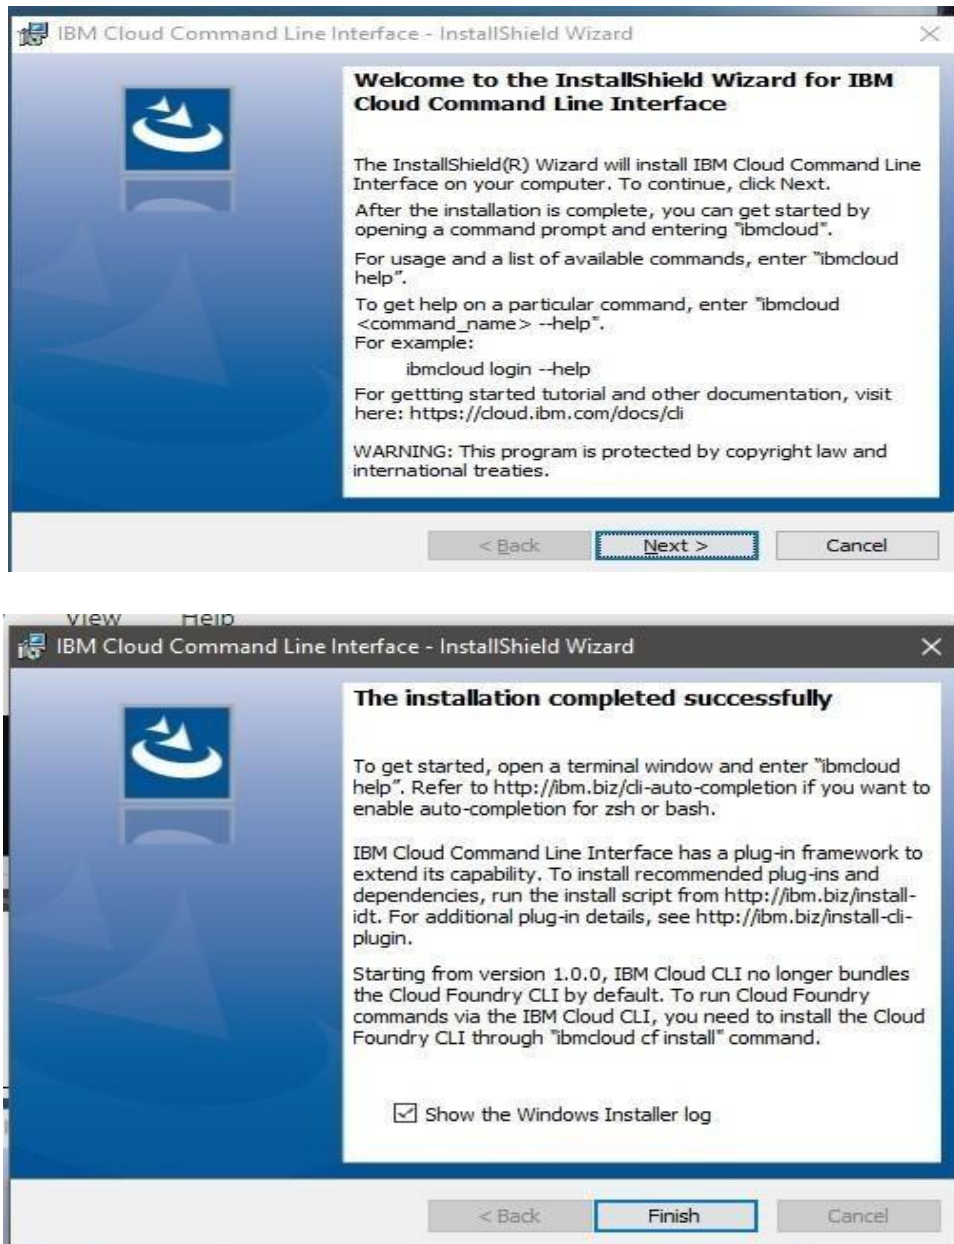 IBM Cloud Command Line Interface - InstallShield Wizard
Welcome to the InstallShield Wizard for IBM
Cloud Command Line Interface
The InstallShield(R) Wizard will install IBM Cloud Command Line
Interface on your computer. To continue, click Next.
After the installation is complete, you can get started by
opening a command prompt and entering "ibmcloud".
For usage and a list of available commands, enter "ibmcloud
help".
To get help on a particular command, enter "ibmcloud
<command_name> --help".
For example:
ibmcloud login --help
For gettting started tutorial and other documentation, visit
here: https://cloud.ibm.com/docs/cli
WARNING: This program is protected by copyright law and
international treaties.
< Back Next > Cancel
View Help
IBM Cloud Command Line Interface - InstallShield Wizard
The installation completed successfully
To get started, open a terminal window and enter "ibmcloud
help". Refer to http://ibm.biz/cli-auto-completion if you want to
enable auto-completion for zsh or bash.
IBM Cloud Command Line Interface has a plug-in framework to
extend its capability. To install recommended plug-ins and
dependencies, run the install script from http://ibm.biz/install-
idt. For additional plug-in details, see http://ibm.biz/install-cli-
plugin.
Starting from version 1.0.0, IBM Cloud CLI no longer bundles
the Cloud Foundry CLI by default. To run Cloud Foundry
commands via the IBM Cloud CLI, you need to install the Cloud
Foundry CLI through "ibmcloud cf install" command.
Show the Windows Installer log
< Back Finish Cancel